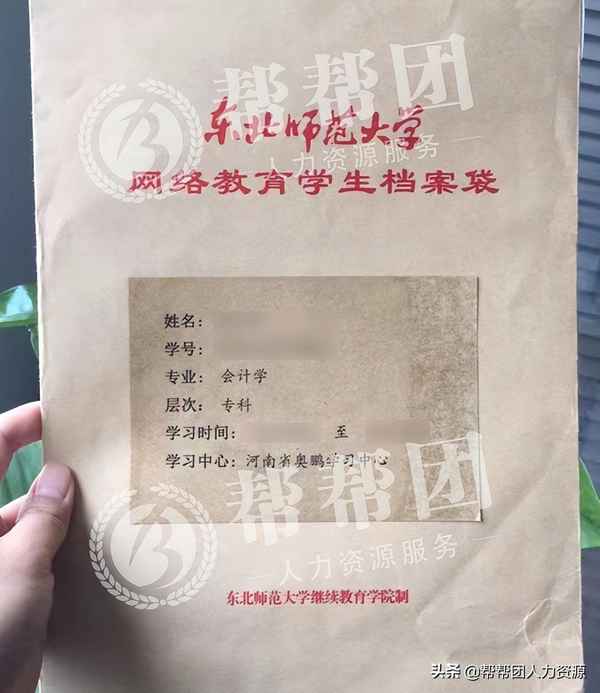 帮帮团
人力资源服务
东北师范大学
网络教育学生档案袋
姓名：
学号：
专业：会计学
层次：专科
学习时间： 至
学习中心：河南省奥鹏学习中心
帮帮团
人力资源服务
东北师范大学继续教育学院制
头条 @帮帮团人力资源